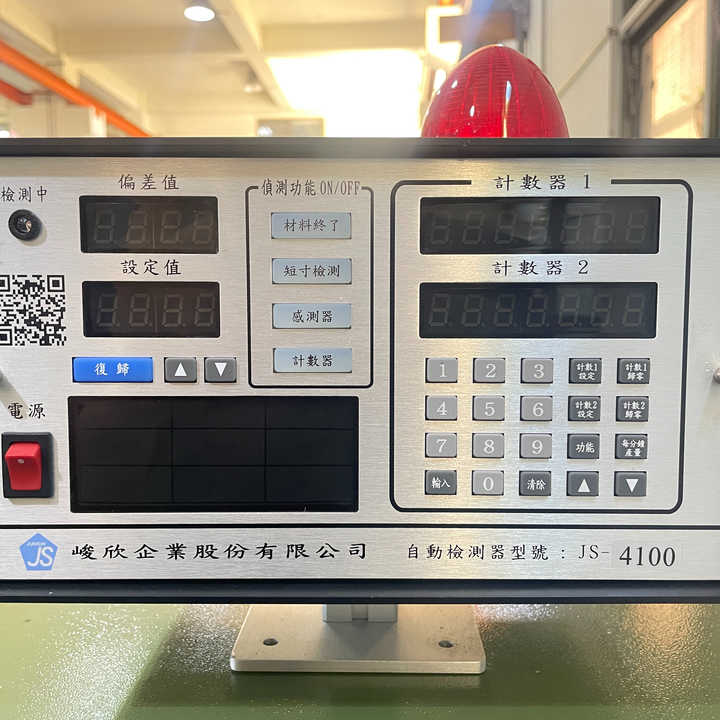 檢測中
偏差值
設定值
復歸
▲
▼
電源
偵測功能 ON/OFF
材料終了
短寸檢測
感測器
計數器
計數器 1
計數器 2
1 2 3 計數1設定 計數1歸零
4 5 6 計數2設定 計數2歸零
7 8 9 功能 每分鐘產量
輸入 0 清除 ▲ ▼
JS
峻欣企業股份有限公司
自動檢測器型號 : JS-4100